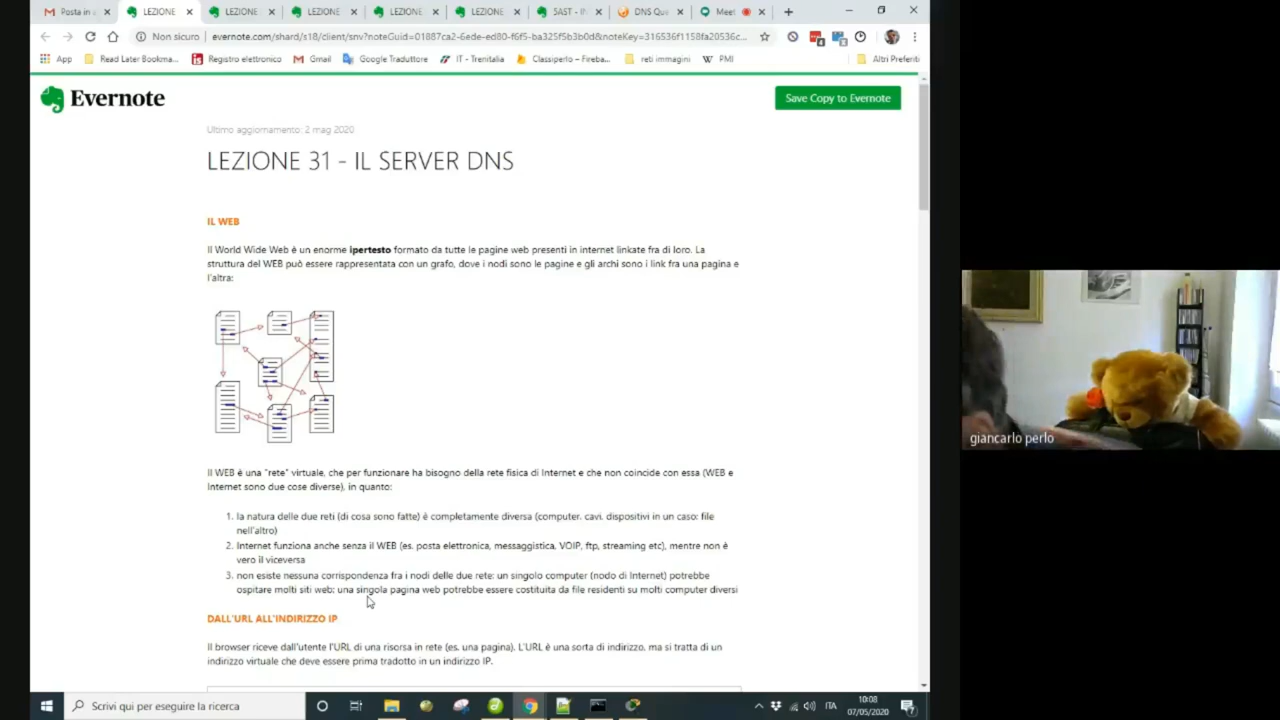 Posta in
LEZIONE
LEZIONE
LEZIONE
LEZIONE
LEZIONE
5AST - I
DNS Que
Meet
Non sicuro
evernote.com/shard/s18/client/snv?noteGuid=01887ca2-6ede-ed80-f6f5-ba325f5b3b0d&noteKey=316536f1158fa20536c...
App
Read Later Bookma...
Registro elettronico
Gmail
Google Traduttore
IT - Trenitalia
Classiperlo – Fireba...
reti immagini
PMI
Altri Preferiti
Evernote
Save Copy to Evernote
Ultimo aggiornamento: 2 mag 2020
LEZIONE 31 - IL SERVER DNS
IL WEB
Il World Wide Web è un enorme ipertesto formato da tutte le pagine web presenti in internet linkate fra di loro. La
struttura del WEB può essere rappresentata con un grafo, dove i nodi sono le pagine e gli archi sono i link fra una pagina e
l'altra:
Il WEB è una "rete" virtuale, che per funzionare ha bisogno della rete fisica di Internet e che non coincide con essa (WEB e
Internet sono due cose diverse), in quanto:
1. la natura delle due reti (di cosa sono fatte) è completamente diversa (computer, cavi, dispositivi in un caso; file
nell'altro)
2. Internet funziona anche senza il WEB (es. posta elettronica, messaggistica, VOIP, ftp, streaming etc), mentre non è
vero il viceversa
3. non esiste nessuna corrispondenza fra i nodi delle due rete: un singolo computer (nodo di Internet) potrebbe
ospitare molti siti web; una singola pagina web potrebbe essere costituita da file residenti su molti computer diversi
DALL'URL ALL'INDIRIZZO IP
Il browser riceve dall'utente l'URL di una risorsa in rete (es. una pagina). L'URL è una sorta di indirizzo, ma si tratta di un
indirizzo virtuale che deve essere prima tradotto in un indirizzo IP.
giancarlo perlo
Scrivi qui per eseguire la ricerca
ITA
10:08
07/05/2020